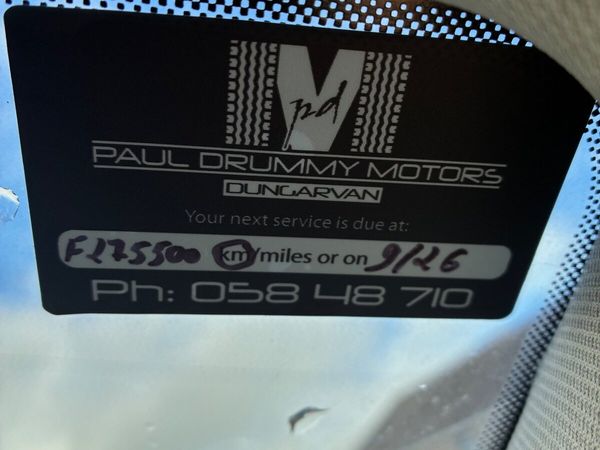 pd
PAUL DRUMMY MOTORS
DUNGARVAN
Your next service is due at:
F275500 km/miles or on 9/26
Ph: 058 48 710